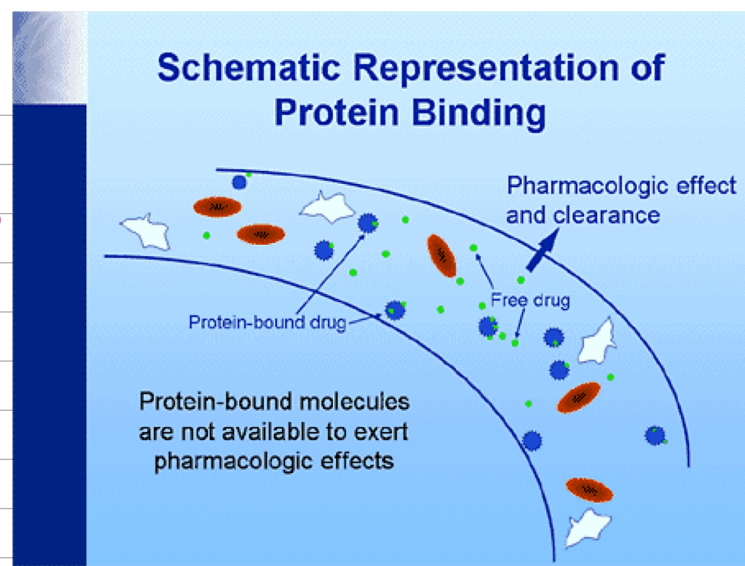 Schematic Representation of
Protein Binding
Pharmacologic effect
and clearance
Free drug
Protein-bound drug
Protein-bound molecules
are not available to exert
pharmacologic effects